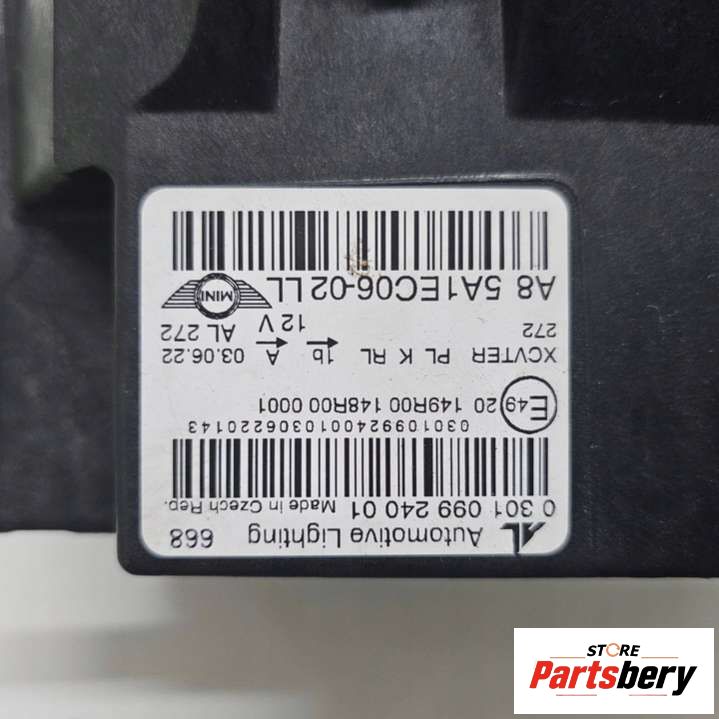 AL Automotive Lighting 668
0 301 099 240 01 Made in Czech Rep.
0301099240010306220143
E49 20 149R00 148R00 0001
XCVTER PL K RL 1b A 03.06.22
272 12 V AL 272
MINI
A8 5A1EC06-02 LL
STORE
Partsbery